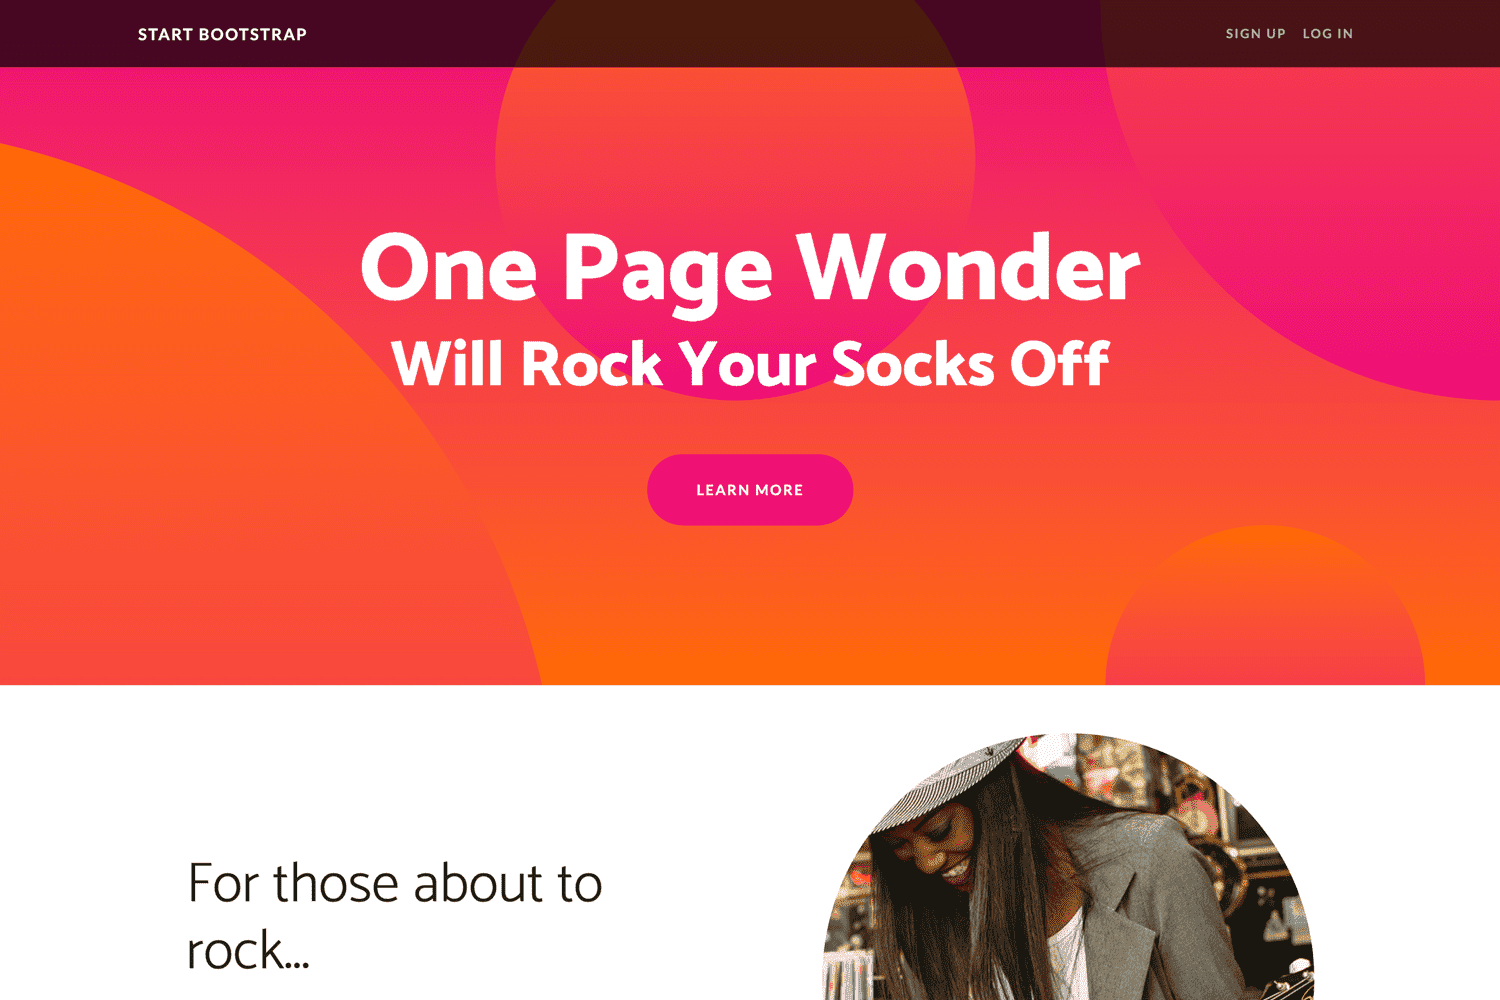 START BOOTSTRAP
SIGN UP LOG IN
One Page Wonder
Will Rock Your Socks Off
LEARN MORE
For those about to
rock...